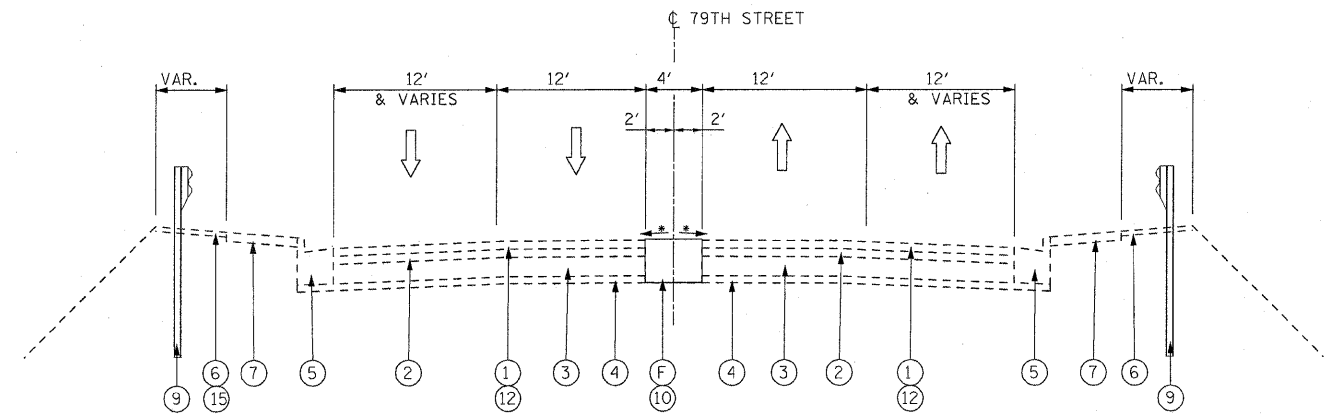 ℄ 79TH STREET
VAR. 12' 12' 4' 12' 12' VAR.
& VARIES & VARIES
2' 2'
* *
9 6 7 5 2 1 3 4 F 4 3 2 1 5 7 6 9
15 12 10 12